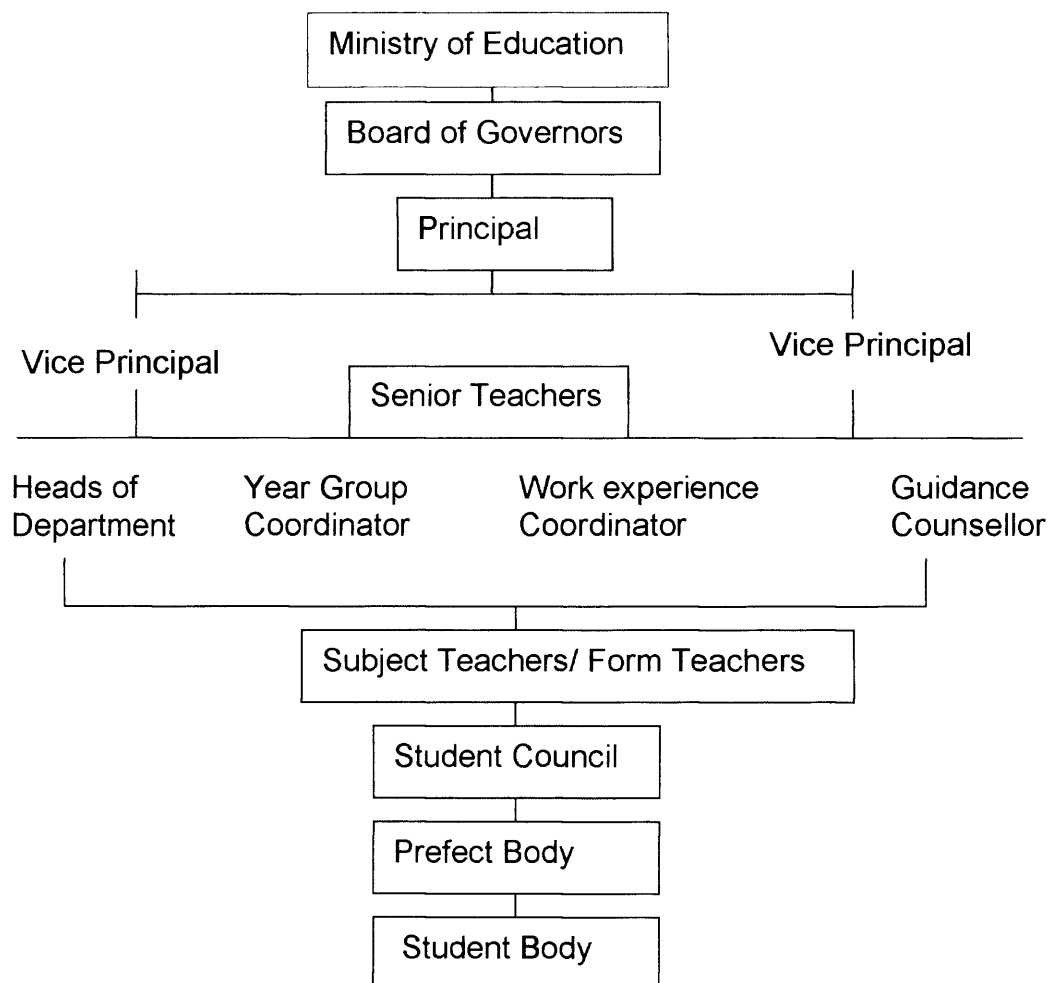 Ministry of Education
Board of Governors
Principal
Vice Principal
Vice Principal
Senior Teachers
Heads of
Department
Year Group
Coordinator
Work experience
Coordinator
Guidance
Counsellor
Subject Teachers/ Form Teachers
Student Council
Prefect Body
Student Body